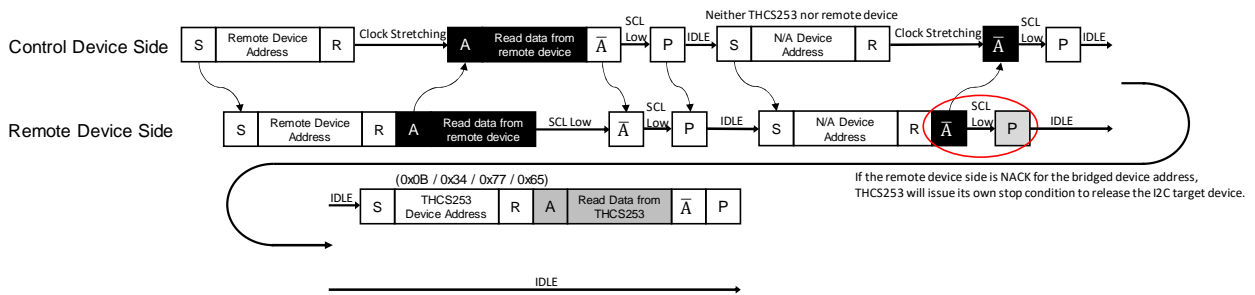 Neither THCS253 nor remote device
Control Device Side
S
Remote Device
Address
R
Clock Stretching
A
Read data from
remote device
A̅
SCL
Low
P
IDLE
S
N/A Device
Address
R
Clock Stretching
A̅
SCL
Low
P
IDLE
Remote Device Side
S
Remote Device
Address
R
A
Read data from
remote device
SCL Low
A̅
SCL
Low
P
IDLE
S
N/A Device
Address
R
A̅
SCL
Low
P
IDLE
If the remote device side is NACK for the bridged device address,
THCS253 will issue its own stop condition to release the I2C target device.
(0x0B / 0x34 / 0x77 / 0x65)
IDLE
S
THCS253
Device Address
R
A
Read Data from
THCS253
A̅
P
IDLE